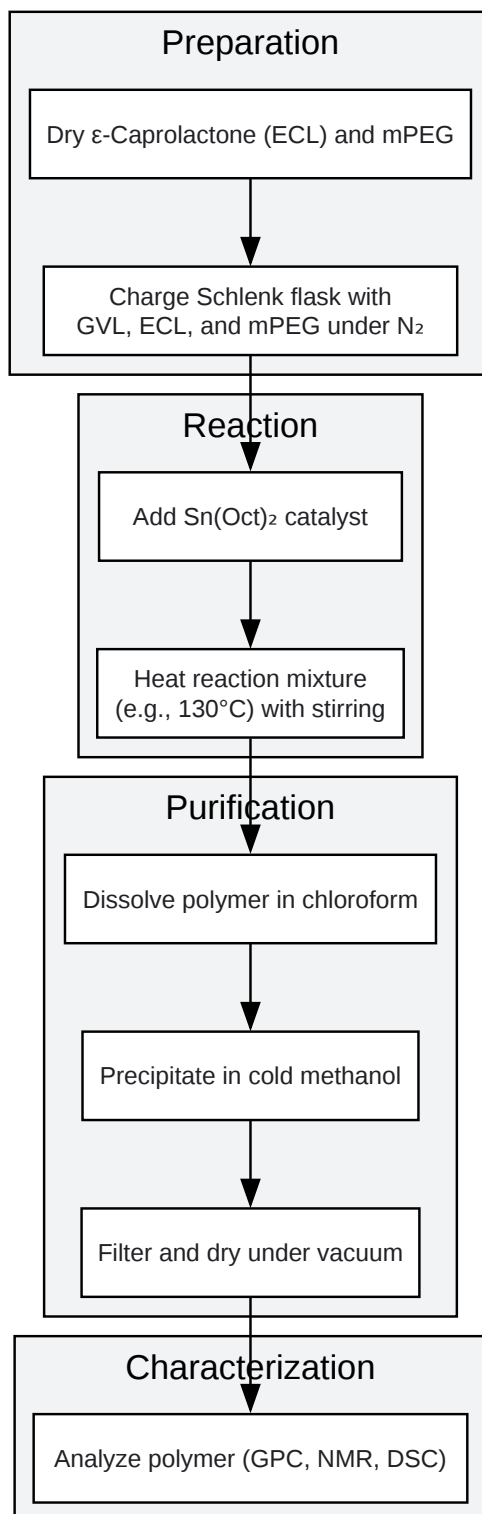 Preparation
Dry ε-Caprolactone (ECL) and mPEG
Charge Schlenk flask with
GVL, ECL, and mPEG under N₂
Reaction
Add Sn(Oct)₂ catalyst
Heat reaction mixture
(e.g., 130°C) with stirring
Purification
Dissolve polymer in chloroform
Precipitate in cold methanol
Filter and dry under vacuum
Characterization
Analyze polymer (GPC, NMR, DSC)